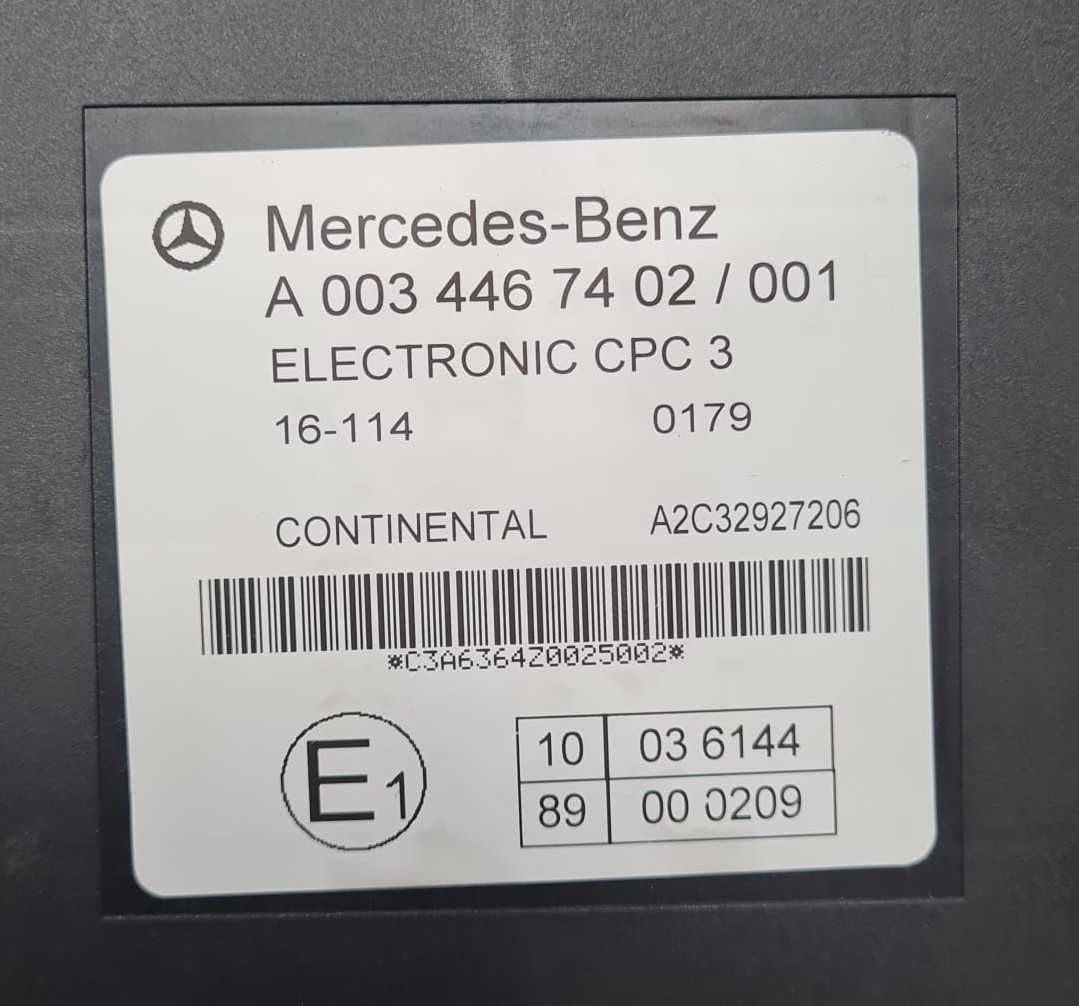 Mercedes-Benz
A 003 446 74 02 / 001
ELECTRONIC CPC 3
16-114 0179
CONTINENTAL A2C32927206
*C3A6364Z0025002*
E1
10 03 6144
89 00 0209